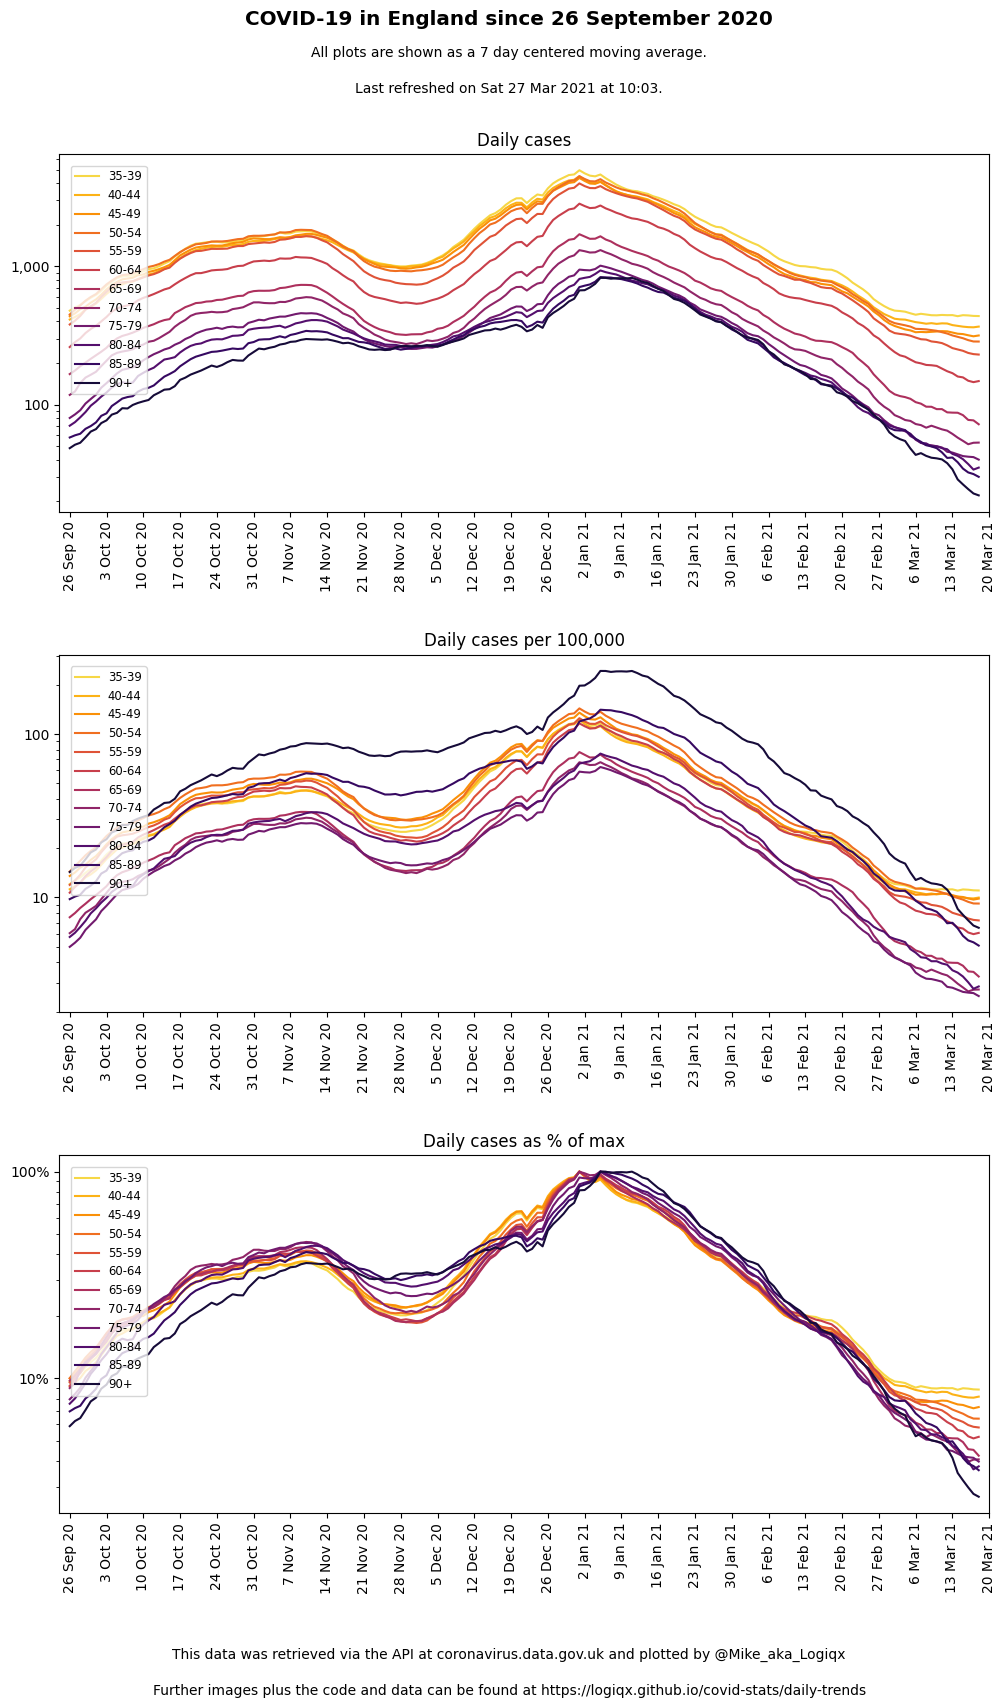 COVID-19 in England since 26 September 2020
All plots are shown as a 7 day centered moving average.
Last refreshed on Sat 27 Mar 2021 at 10:03.
Daily cases
1,000
100
35-39
40-44
45-49
50-54
55-59
60-64
65-69
70-74
75-79
80-84
85-89
90+
26 Sep 20
3 Oct 20
10 Oct 20
17 Oct 20
24 Oct 20
31 Oct 20
7 Nov 20
14 Nov 20
21 Nov 20
28 Nov 20
5 Dec 20
12 Dec 20
19 Dec 20
26 Dec 20
2 Jan 21
9 Jan 21
16 Jan 21
23 Jan 21
30 Jan 21
6 Feb 21
13 Feb 21
20 Feb 21
27 Feb 21
6 Mar 21
13 Mar 21
20 Mar 21
Daily cases per 100,000
100
10
35-39
40-44
45-49
50-54
55-59
60-64
65-69
70-74
75-79
80-84
85-89
90+
26 Sep 20
3 Oct 20
10 Oct 20
17 Oct 20
24 Oct 20
31 Oct 20
7 Nov 20
14 Nov 20
21 Nov 20
28 Nov 20
5 Dec 20
12 Dec 20
19 Dec 20
26 Dec 20
2 Jan 21
9 Jan 21
16 Jan 21
23 Jan 21
30 Jan 21
6 Feb 21
13 Feb 21
20 Feb 21
27 Feb 21
6 Mar 21
13 Mar 21
20 Mar 21
Daily cases as % of max
100%
10%
35-39
40-44
45-49
50-54
55-59
60-64
65-69
70-74
75-79
80-84
85-89
90+
26 Sep 20
3 Oct 20
10 Oct 20
17 Oct 20
24 Oct 20
31 Oct 20
7 Nov 20
14 Nov 20
21 Nov 20
28 Nov 20
5 Dec 20
12 Dec 20
19 Dec 20
26 Dec 20
2 Jan 21
9 Jan 21
16 Jan 21
23 Jan 21
30 Jan 21
6 Feb 21
13 Feb 21
20 Feb 21
27 Feb 21
6 Mar 21
13 Mar 21
20 Mar 21
This data was retrieved via the API at coronavirus.data.gov.uk and plotted by @Mike_aka_Logiqx
Further images plus the code and data can be found at https://logiqx.github.io/covid-stats/daily-trends